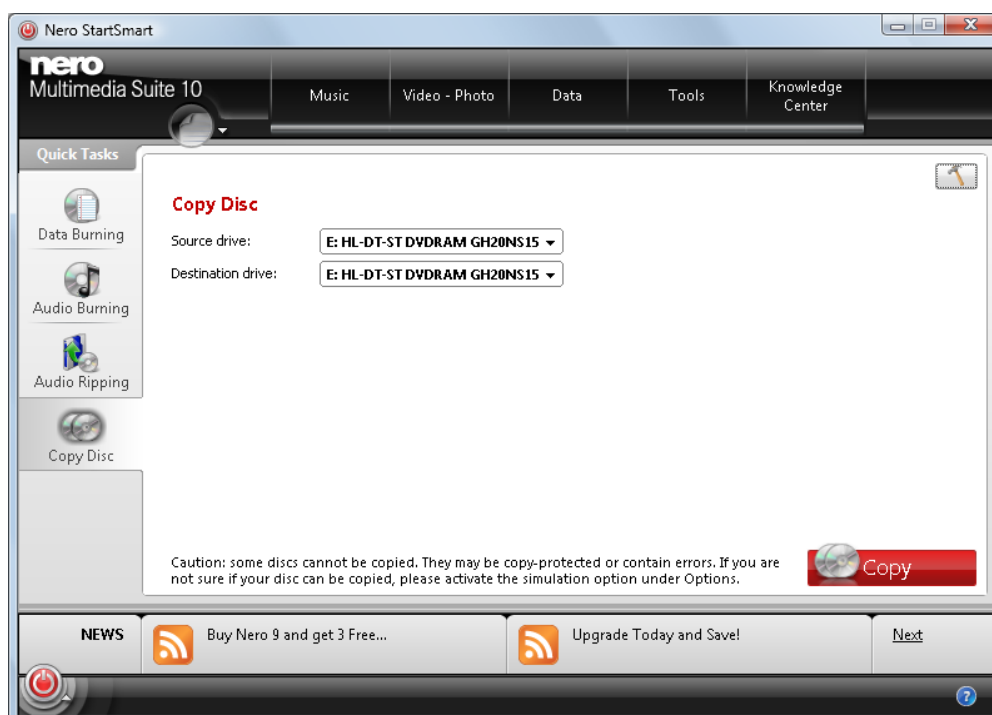 Nero StartSmart
nero
Multimedia Suite 10
Music
Video - Photo
Data
Tools
Knowledge
Center
Quick Tasks
Data Burning
Audio Burning
Audio Ripping
Copy Disc
Copy Disc
Source drive:
E: HL-DT-ST DVDRAM GH20NS15
Destination drive:
E: HL-DT-ST DVDRAM GH20NS15
Caution: some discs cannot be copied. They may be copy-protected or contain errors. If you are
not sure if your disc can be copied, please activate the simulation option under Options.
Copy
NEWS
Buy Nero 9 and get 3 Free...
Upgrade Today and Save!
Next
?